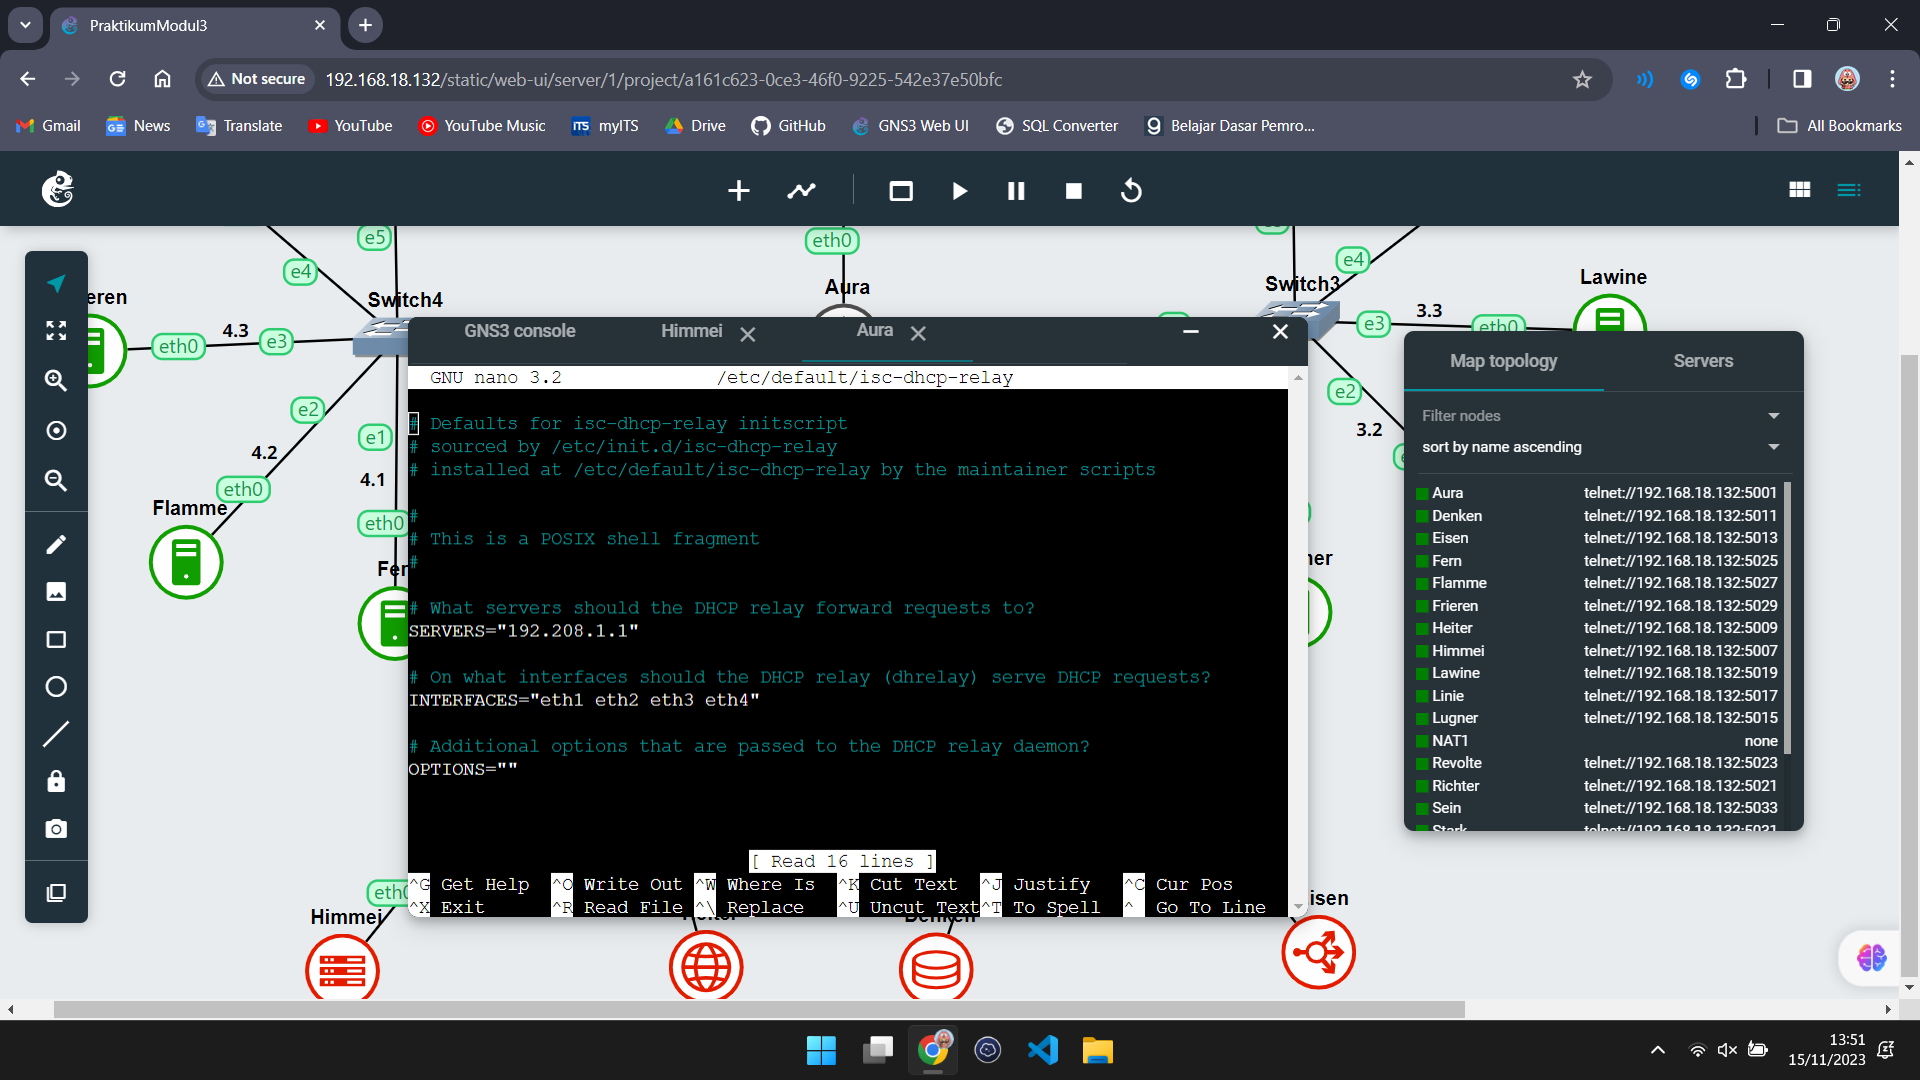 PraktikumModul3
Not secure
192.168.18.132/static/web-ui/server/1/project/a161c623-0ce3-46f0-9225-542e37e50bfc
Gmail
News
Translate
YouTube
YouTube Music
ITS myITS
Drive
GitHub
GNS3 Web UI
SQL Converter
Belajar Dasar Pemro...
All Bookmarks
e5
eth0
e4
e4
Aura
Switch3
Lawine
eren
Switch4
4.3
eth0
e3
e3
3.3
eth0
GNS3 console
Himmei
Aura
GNU nano 3.2 /etc/default/isc-dhcp-relay
# Defaults for isc-dhcp-relay initscript
# sourced by /etc/init.d/isc-dhcp-relay
# installed at /etc/default/isc-dhcp-relay by the maintainer scripts
#
# This is a POSIX shell fragment
#
# What servers should the DHCP relay forward requests to?
SERVERS="192.208.1.1"
# On what interfaces should the DHCP relay (dhrelay) serve DHCP requests?
INTERFACES="eth1 eth2 eth3 eth4"
# Additional options that are passed to the DHCP relay daemon?
OPTIONS=""
[ Read 16 lines ]
^G Get Help ^O Write Out ^W Where Is ^K Cut Text ^J Justify ^C Cur Pos
^X Exit ^R Read File ^\ Replace ^U Uncut Text ^T To Spell ^ Go To Line
e2
e1
4.2
4.1
eth0
eth0
Flamme
Fer
e2
3.2
ner
Map topology
Servers
Filter nodes
sort by name ascending
Aura telnet://192.168.18.132:5001
Denken telnet://192.168.18.132:5011
Eisen telnet://192.168.18.132:5013
Fern telnet://192.168.18.132:5025
Flamme telnet://192.168.18.132:5027
Frieren telnet://192.168.18.132:5029
Heiter telnet://192.168.18.132:5009
Himmei telnet://192.168.18.132:5007
Lawine telnet://192.168.18.132:5019
Linie telnet://192.168.18.132:5017
Lugner telnet://192.168.18.132:5015
NAT1 none
Revolte telnet://192.168.18.132:5023
Richter telnet://192.168.18.132:5021
Sein telnet://192.168.18.132:5033
Stark telnet://192.168.18.132:5031
eth0
Himmei
Denken
isen
13:51
15/11/2023